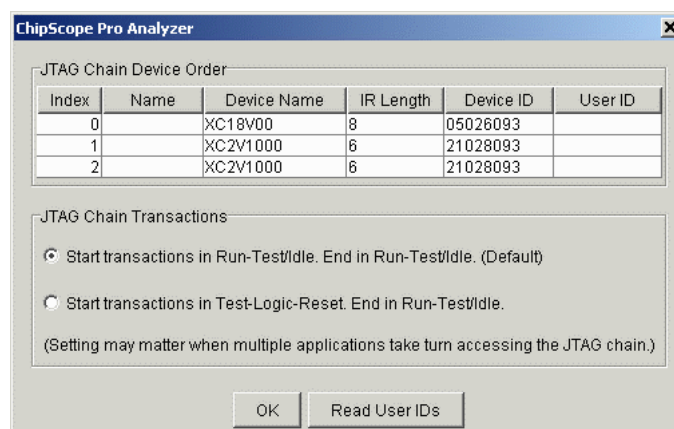 ChipScope Pro Analyzer
JTAG Chain Device Order
Index Name Device Name IR Length Device ID User ID
0 XC18V00 8 05026093
1 XC2V1000 6 21028093
2 XC2V1000 6 21028093
JTAG Chain Transactions
Start transactions in Run-Test/Idle. End in Run-Test/Idle. (Default)
Start transactions in Test-Logic-Reset. End in Run-Test/Idle.
(Setting may matter when multiple applications take turn accessing the JTAG chain.)
OK Read User IDs